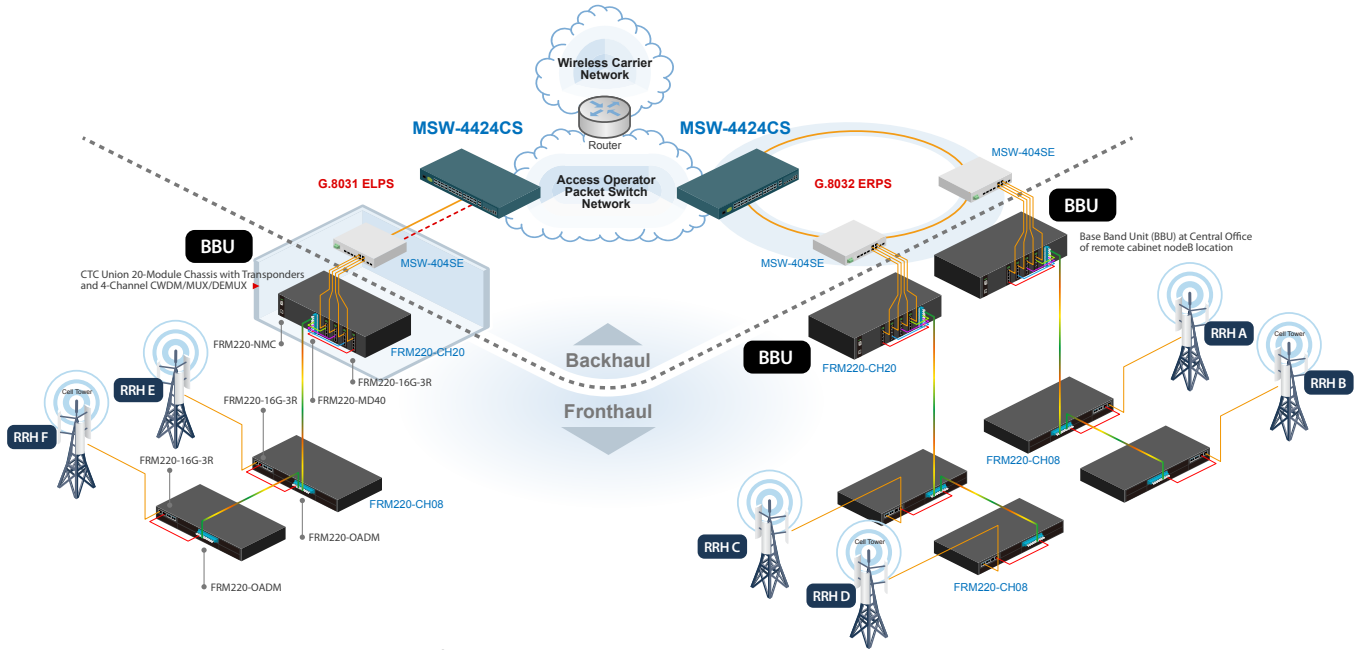 Wireless Carrier
Network
Router
MSW-4424CS
MSW-4424CS
Access Operator
Packet Switch
Network
G.8031 ELPS
G.8032 ERPS
MSW-404SE
BBU
Base Band Unit (BBU) at Central Office
of remote cabinet nodeB location
BBU
MSW-404SE
MSW-404SE
CTC Union 20-Module Chassis with Transponders
and 4-Channel CWDM/MUX/DEMUX
FRM220-NMC
FRM220-CH20
FRM220-16G-3R
FRM220-MD40
Backhaul
Fronthaul
BBU
FRM220-CH20
RRH A
Cell Tower
RRH B
RRH E
Cell Tower
RRH F
FRM220-16G-3R
FRM220-16G-3R
FRM220-CH08
FRM220-OADM
FRM220-OADM
FRM220-CH08
RRH C
Cell Tower
RRH D
FRM220-CH08